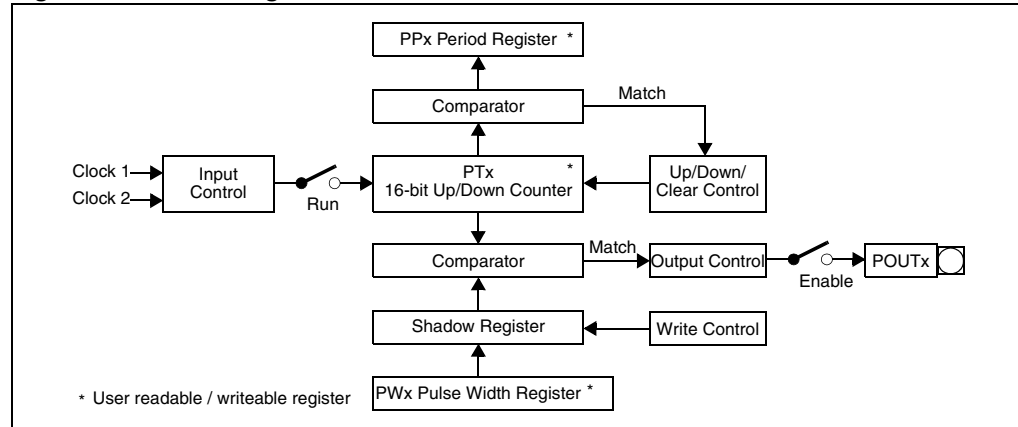 PPx Period Register *
Comparator
Match
Clock 1
Clock 2
Input
Control
Run
PTx *
16-bit Up/Down Counter
Up/Down/
Clear Control
Comparator
Match
Output Control
Enable
POUTx
Shadow Register
Write Control
PWx Pulse Width Register *
* User readable / writeable register